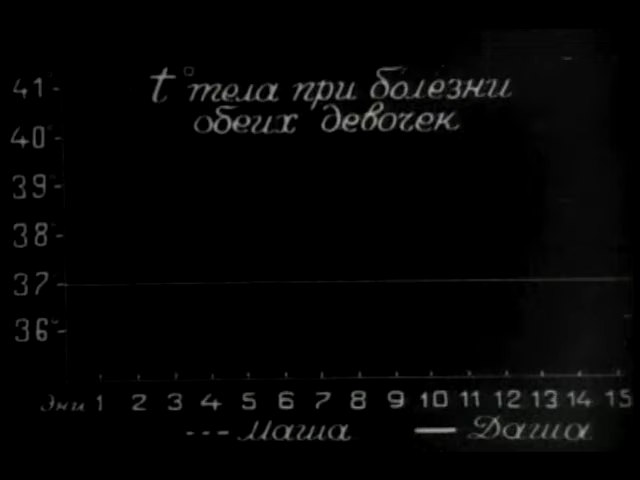 t° тела при болезни
обеих девочек
41°
40°
39°
38°
37°
36°
Дни 1 2 3 4 5 6 7 8 9 10 11 12 13 14 15
--- Маша — Даша